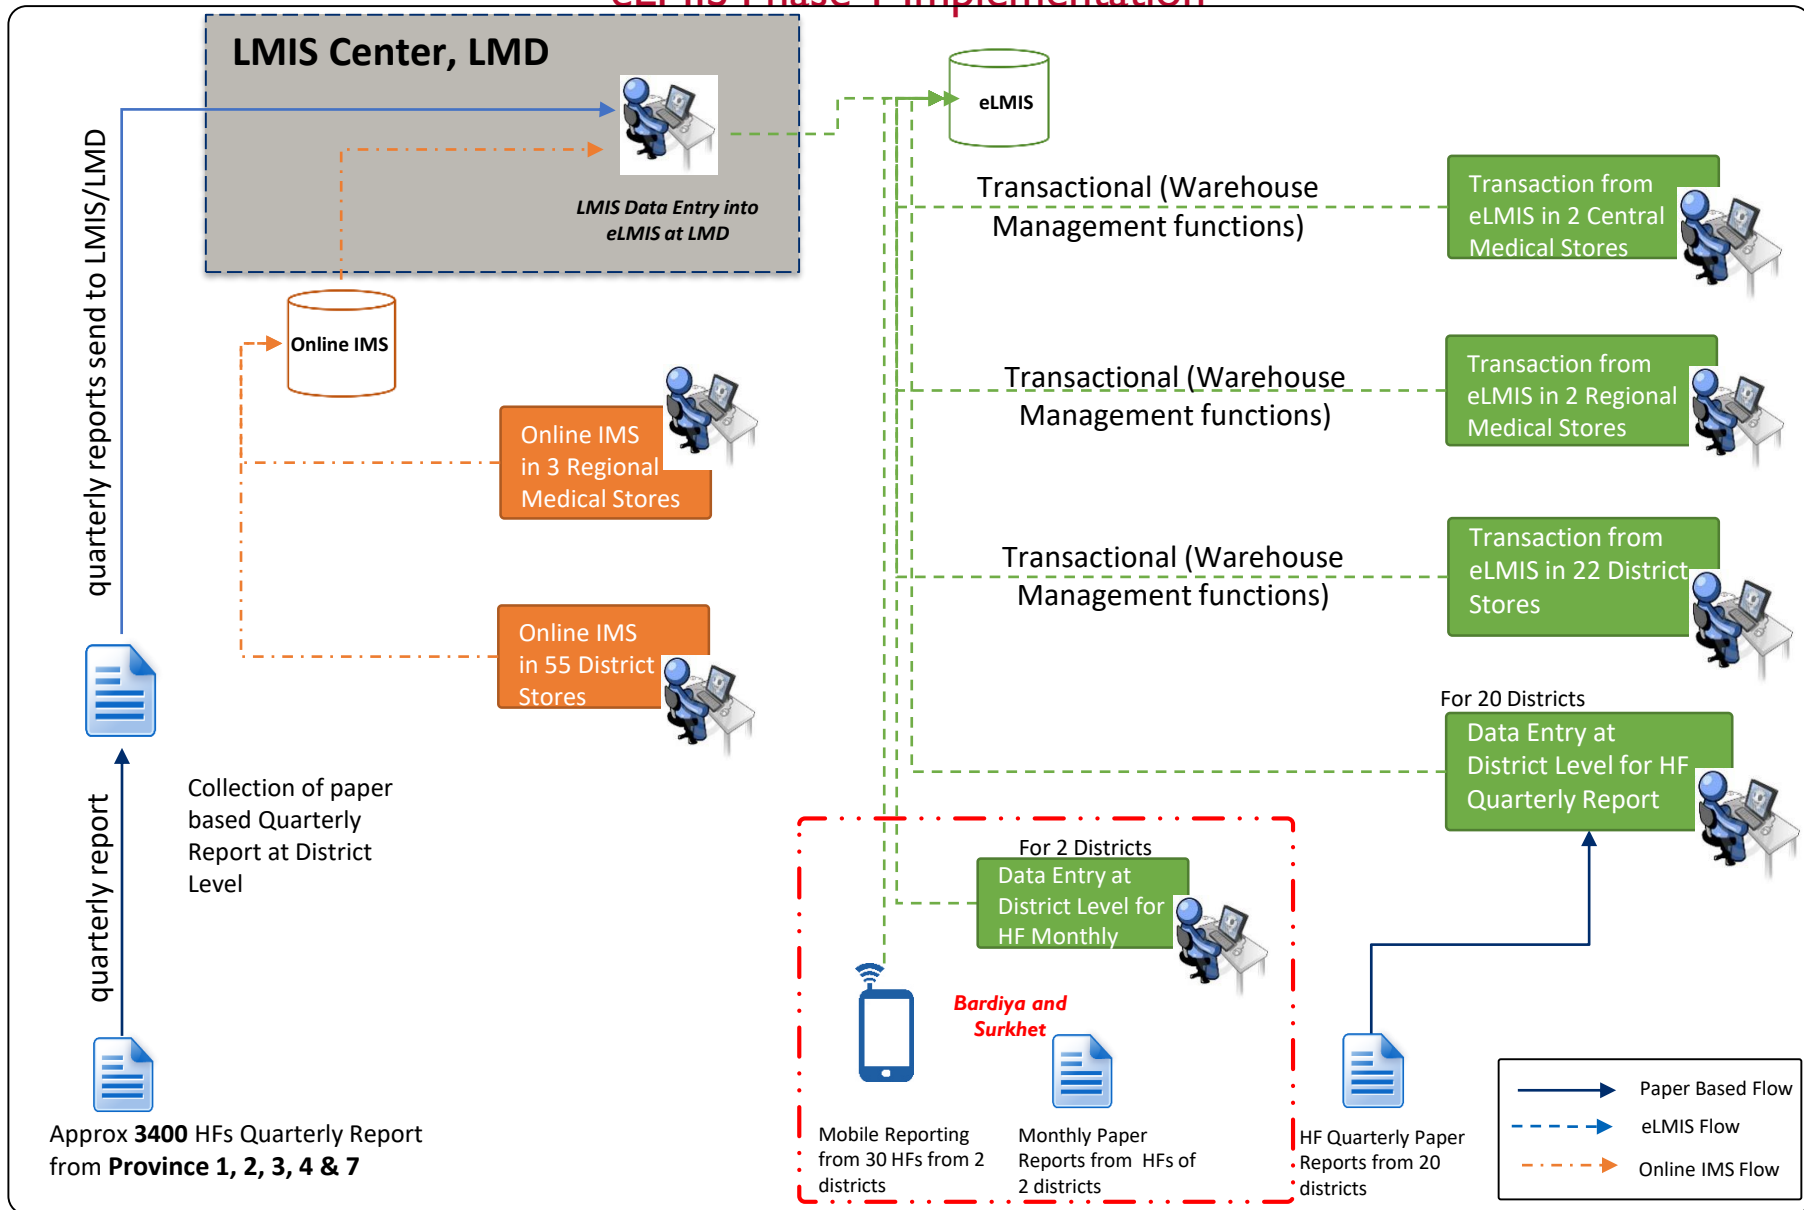 LMIS Center, LMD
LMIS Data Entry into
eLMIS at LMD
eLMIS
Online IMS
quarterly reports send to LMIS/LMD
quarterly report
Collection of paper
based Quarterly
Report at District
Level
Approx 3400 HFs Quarterly Report
from Province 1, 2, 3, 4 & 7
Online IMS
in 3 Regional
Medical Stores
Online IMS
in 55 District
Stores
Transactional (Warehouse
Management functions)
Transaction from
eLMIS in 2 Central
Medical Stores
Transactional (Warehouse
Management functions)
Transaction from
eLMIS in 2 Regional
Medical Stores
Transactional (Warehouse
Management functions)
Transaction from
eLMIS in 22 District
Stores
For 20 Districts
Data Entry at
District Level for HF
Quarterly Report
For 2 Districts
Data Entry at
District Level for
HF Monthly
Bardiya and
Surkhet
Mobile Reporting
from 30 HFs from 2
districts
Monthly Paper
Reports from HFs of
2 districts
HF Quarterly Paper
Reports from 20
districts
Paper Based Flow
eLMIS Flow
Online IMS Flow